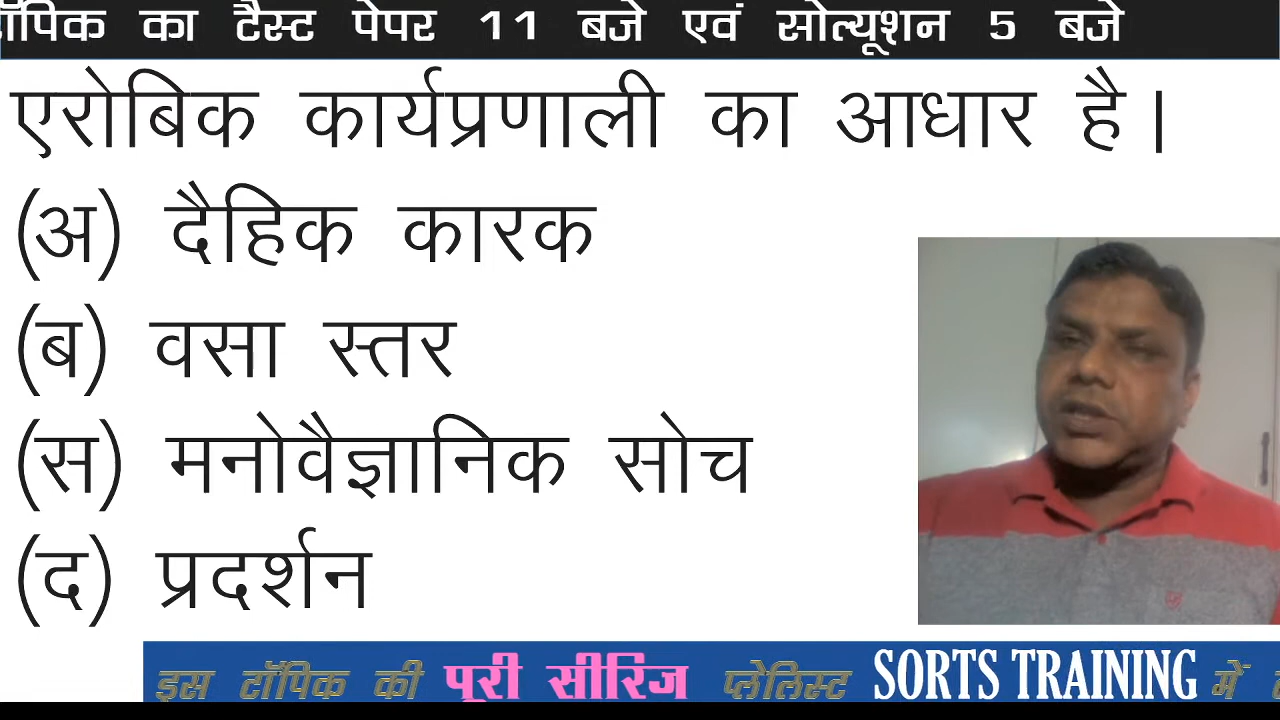 टॉपिक का टैस्ट पेपर 11 बजे एवं सोल्यूशन 5 बजे
एरोबिक कार्यप्रणाली का आधार है।
(अ) दैहिक कारक
(ब) वसा स्तर
(स) मनोवैज्ञानिक सोच
(द) प्रदर्शन
इस टॉपिक की पूरी सीरिज प्लेलिस्ट SORTS TRAINING में